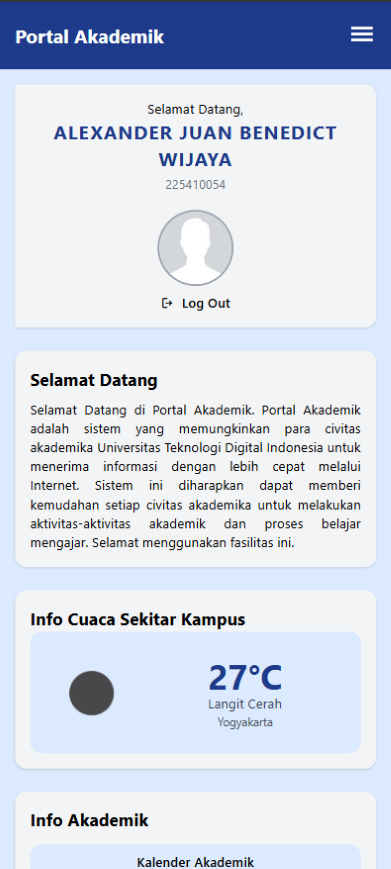 Portal Akademik
Selamat Datang,
ALEXANDER JUAN BENEDICT
WIJAYA
225410054
Log Out
Selamat Datang
Selamat Datang di Portal Akademik. Portal Akademik
adalah sistem yang memungkinkan para civitas
akademika Universitas Teknologi Digital Indonesia untuk
menerima informasi dengan lebih cepat melalui
Internet. Sistem ini diharapkan dapat memberi
kemudahan setiap civitas akademika untuk melakukan
aktivitas-aktivitas akademik dan proses belajar
mengajar. Selamat menggunakan fasilitas ini.
Info Cuaca Sekitar Kampus
27°C
Langit Cerah
Yogyakarta
Info Akademik
Kalender Akademik